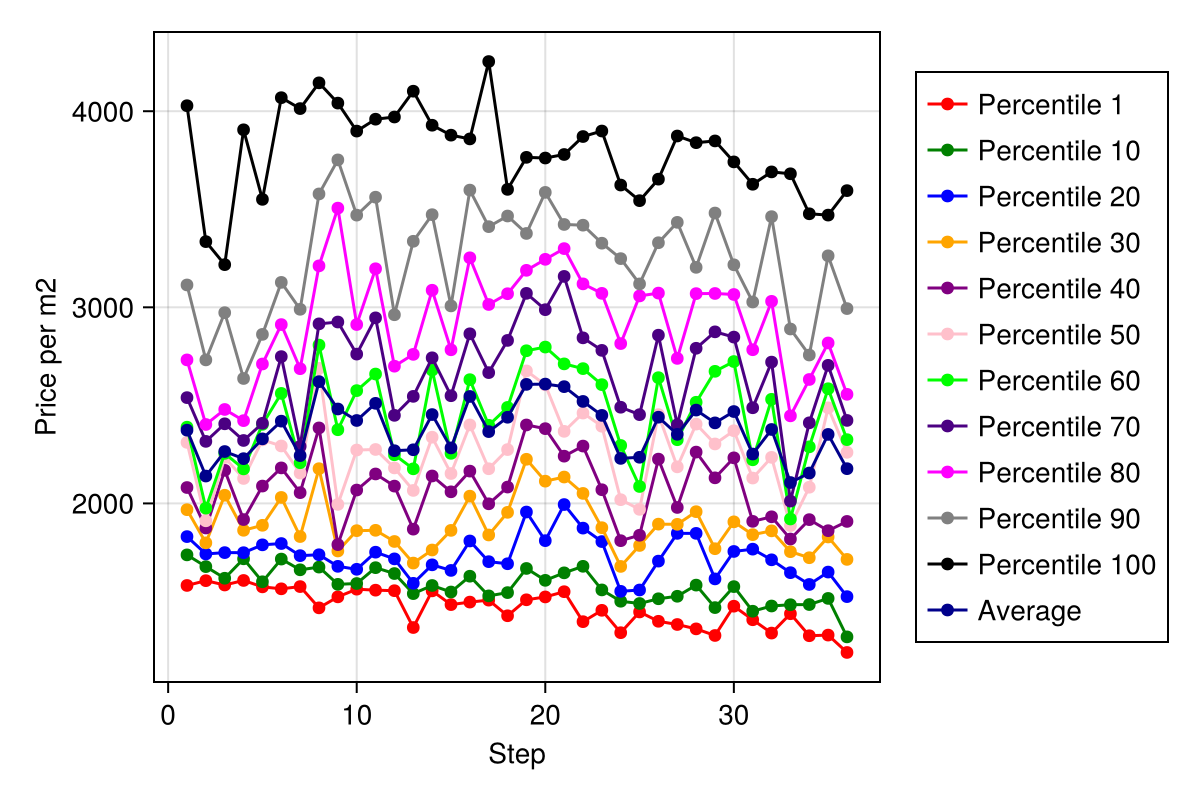 4000
3000
2000
0
10
20
30
Step
Price per m2
Percentile 1
Percentile 10
Percentile 20
Percentile 30
Percentile 40
Percentile 50
Percentile 60
Percentile 70
Percentile 80
Percentile 90
Percentile 100
Average